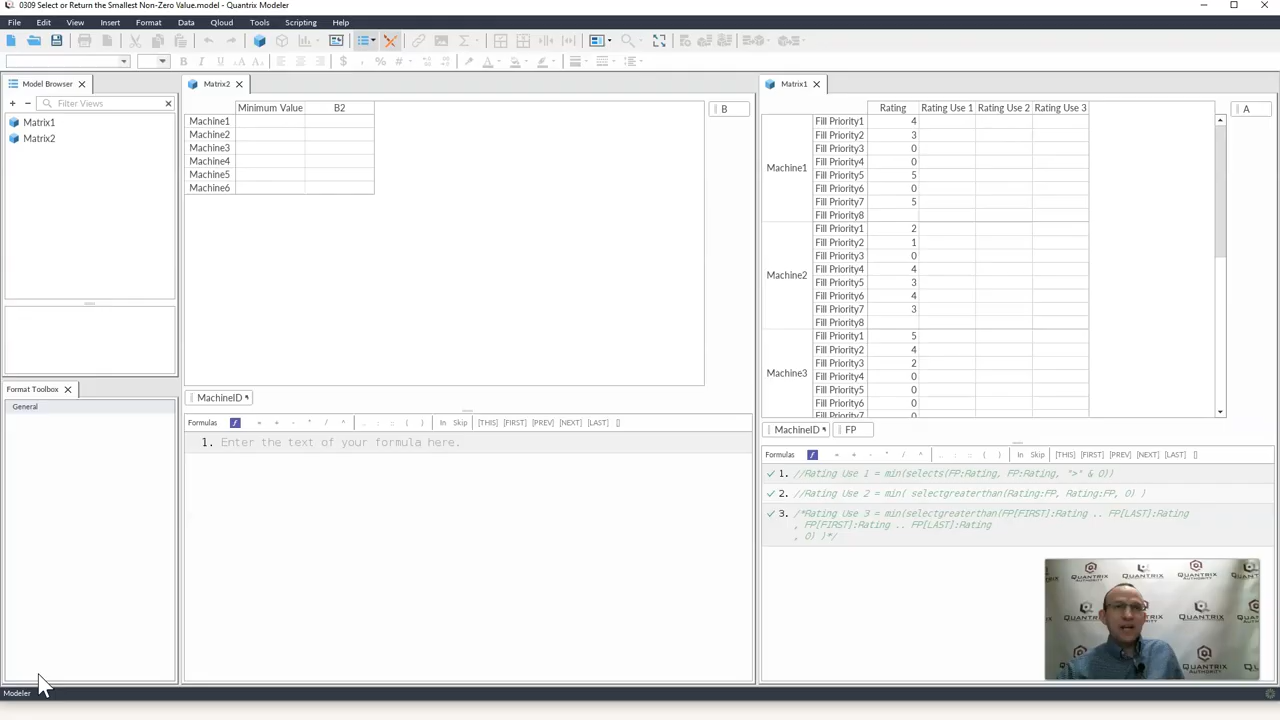 0309 Select or Return the Smallest Non-Zero Value.model - Quantrix Modeler
File Edit View Insert Format Data Qloud Tools Scripting Help
Model Browser
Filter Views
Matrix1
Matrix2
Format Toolbox
General
Matrix2
Minimum Value B2
Machine1
Machine2
Machine3
Machine4
Machine5
Machine6
B
MachineID
Formulas f = + - * / ^ .. : :: ( ) In Skip [THIS] [FIRST] [PREV] [NEXT] [LAST] []
1. Enter the text of your formula here.
Matrix1
Rating Rating Use 1 Rating Use 2 Rating Use 3
A
Machine1
Fill Priority1 4
Fill Priority2 3
Fill Priority3 0
Fill Priority4 0
Fill Priority5 5
Fill Priority6 0
Fill Priority7 5
Fill Priority8
Machine2
Fill Priority1 2
Fill Priority2 1
Fill Priority3 0
Fill Priority4 4
Fill Priority5 3
Fill Priority6 4
Fill Priority7 3
Fill Priority8
Machine3
Fill Priority1 5
Fill Priority2 4
Fill Priority3 2
Fill Priority4 0
Fill Priority5 0
Fill Priority6 0
Fill Priority7 0
MachineID FP
Formulas f = + - * / ^ .. : :: ( ) In Skip [THIS] [FIRST] [PREV] [NEXT] [LAST] []
1. //Rating Use 1 = min(selects(FP:Rating, FP:Rating, ">" & 0))
2. //Rating Use 2 = min( selectgreaterthan(Rating:FP, Rating:FP, 0) )
3. /*Rating Use 3 = min(selectgreaterthan(FP[FIRST]:Rating .. FP[LAST]:Rating
, FP[FIRST]:Rating .. FP[LAST]:Rating
, 0) )*/
QUANTRIX
AUTHORITY
Modeler